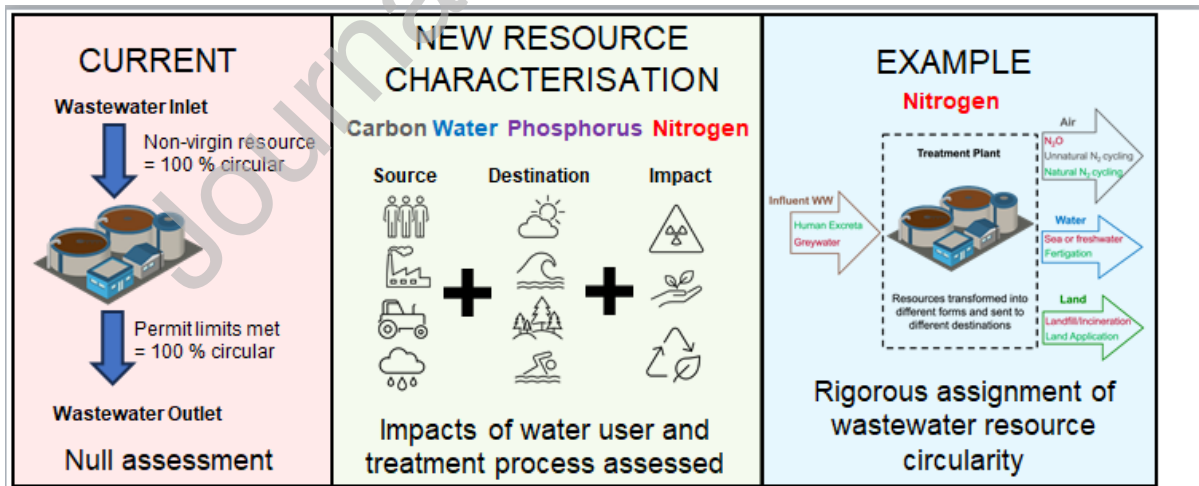 CURRENT
Wastewater Inlet
Non-virgin resource
= 100 % circular
Permit limits met
= 100 % circular
Wastewater Outlet
Null assessment
NEW RESOURCE
CHARACTERISATION
Carbon Water Phosphorus Nitrogen
Source Destination Impact
Impacts of water user and
treatment process assessed
EXAMPLE
Nitrogen
Influent WW
Human Excreta
Greywater
Treatment Plant
Resources transformed into
different forms and sent to
different destinations
Air
N₂O
Unnatural N₂ cycling
Natural N₂ cycling
Water
Sea or freshwater
Fertigation
Land
Landfill/Incineration
Land Application
Rigorous assignment of
wastewater resource
circularity
Journa